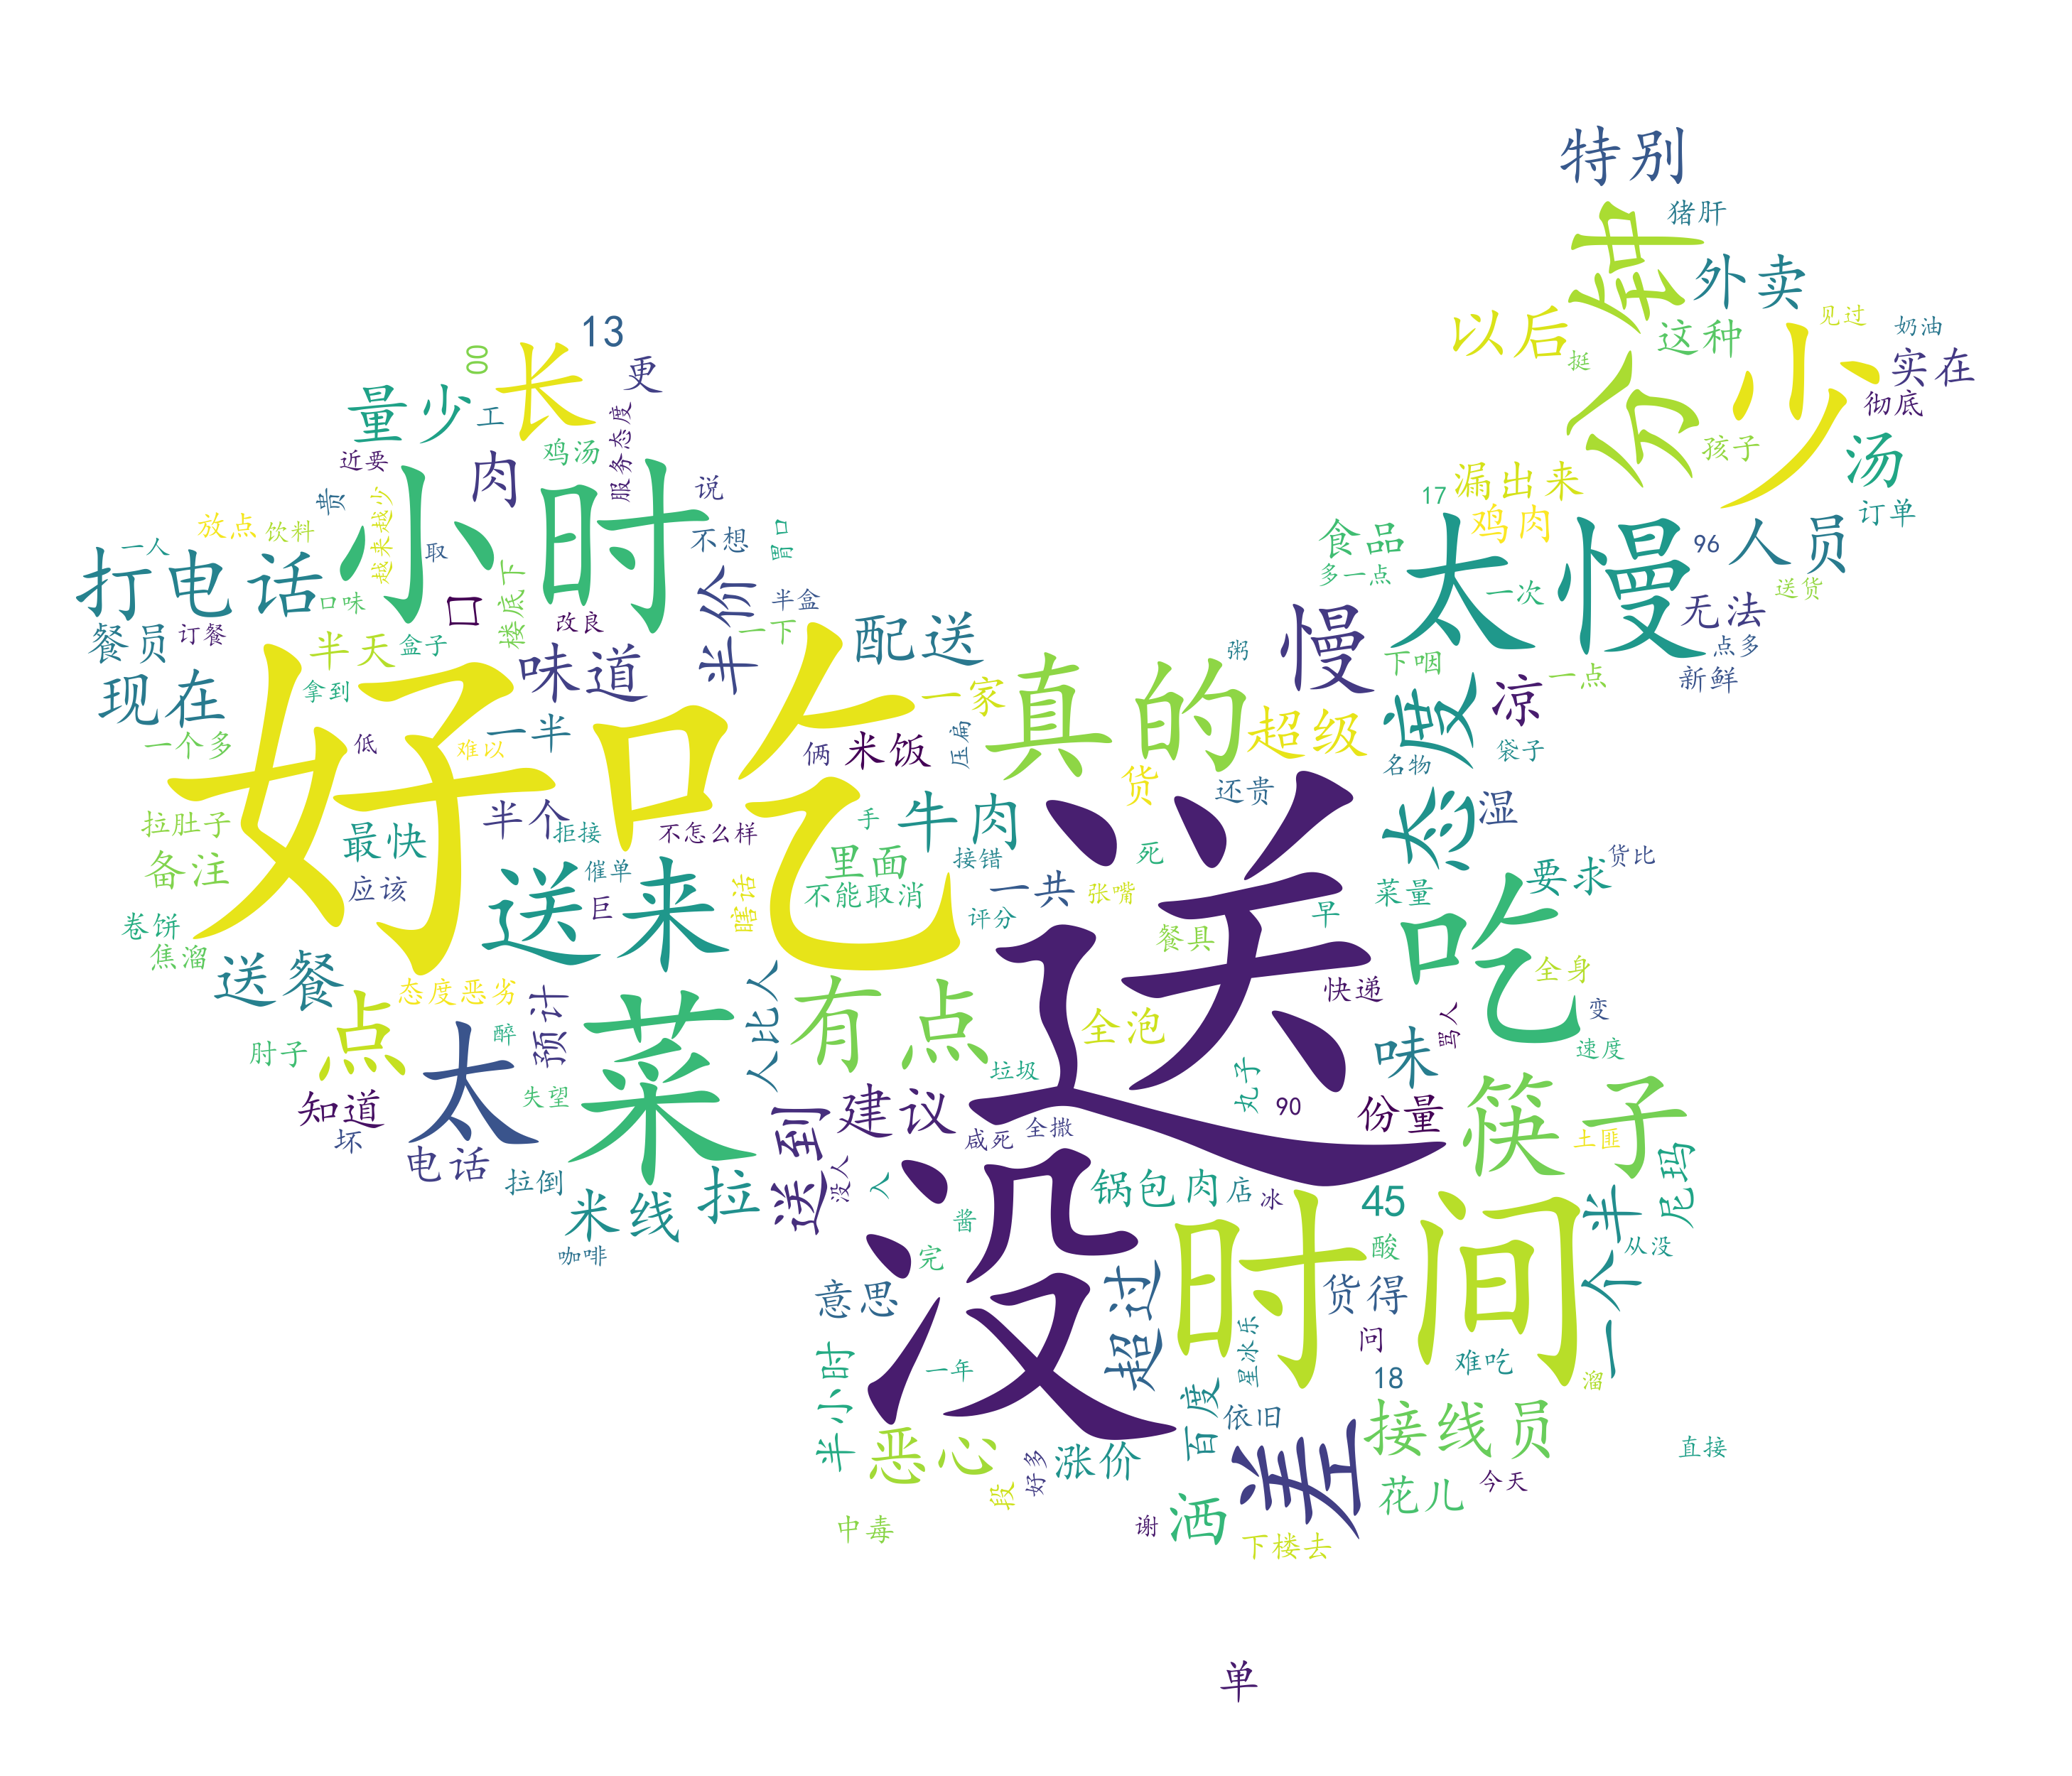 特别
猪肝
分钟
外卖
13
以后
这种
见过
奶油
00
长
更
挺
少
实在
量少
工
鸡汤
服务态度
彻底
近要
肉
孩子
汤
贵
越来越少
小时
说
17
漏出来
订单
放点
饮料
取
不想
胃口
食品
鸡肉
太慢
96
人员
一人
打电话
口味
口
楼底下
改良
半价
半盒
多一点
一次
无法
送货
餐员
订餐
半天
盒子
味道
一下
配送
慢
下咽
一点
点多
新鲜
现在
拿到
真的
粥
态度
凉
一个多
低
难以
一半
好吃
俩
米饭
一家
压扁
超级
名物
袋子
拉肚子
最快
半个
拒接
不怎么样
手
牛肉
货
还贵
湿
备注
应该
送来
催单
里面
接错
死
货比
卷饼
巨
瞎话
不能取消
评分
一共
张嘴
早
菜量
要求
焦溜
送餐
餐具
送
吃
全身
点
态度恶劣
预计
人比人
有点
全泡
快递
骂人
变
肘子
太
醉
菜
垃圾
丸子
90
味
速度
知道
失望
送到
建议
份量
筷子
土匪
坏
电话
拉倒
咸死
全撒
尼玛
米线
拉
没人
入
没
锅包肉
店
冰
45
一个半
咖啡
酱
完
时间
酸
从没
意思
超过
货得
半小时
一年
星冰乐
问
难吃
溜
百度
依旧
18
恶心
段
好多
涨价
差
接线员
直接
花儿
今天
中毒
谢
洒
下楼去
单